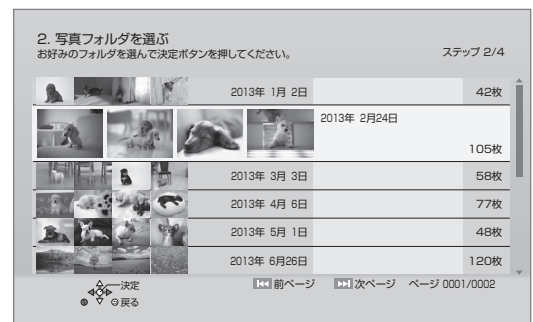 2. 写真フォルダを選ぶ
お好みのフォルダを選んで決定ボタンを押してください。
ステップ 2/4
2013年 1月 2日 42枚
2013年 2月24日
105枚
2013年 3月 3日 58枚
2013年 4月 6日 77枚
2013年 5月 1日 48枚
2013年 6月26日 120枚
決定 前ページ 次ページ ページ 0001/0002
戻る